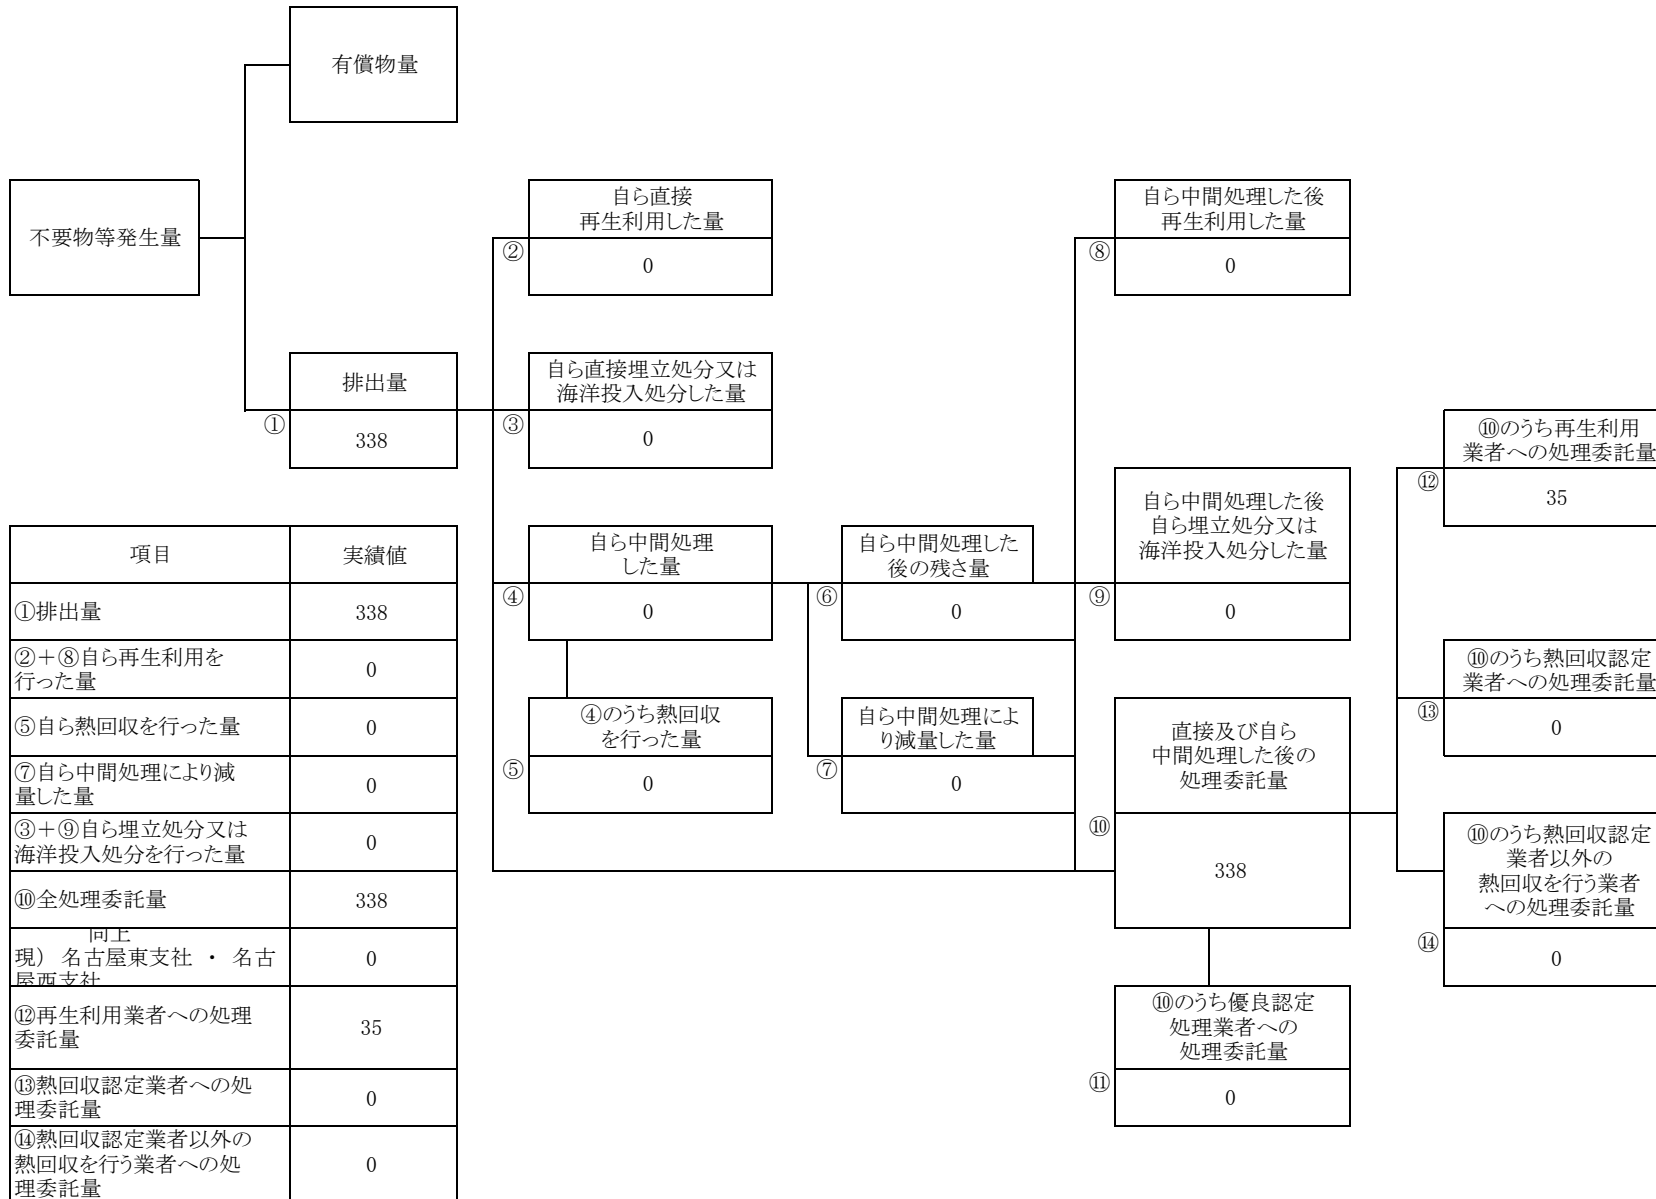 有償物量
不要物等発生量
自ら直接
再生利用した量
②
0
自ら中間処理した後
再生利用した量
⑧
0
排出量
①
338
自ら直接埋立処分又は
海洋投入処分した量
③
0
⑩のうち再生利用
業者への処理委託量
⑫
35
自ら中間処理した後
自ら埋立処分又は
海洋投入処分した量
⑨
0
自ら中間処理
した量
④
0
自ら中間処理した
後の残さ量
⑥
0
⑩のうち熱回収認定
業者への処理委託量
⑬
0
④のうち熱回収
を行った量
⑤
0
自ら中間処理によ
り減量した量
⑦
0
直接及び自ら
中間処理した後の
処理委託量
⑩
338
⑩のうち熱回収認定
業者以外の
熱回収を行う業者
への処理委託量
⑭
0
⑩のうち優良認定
処理業者への
処理委託量
⑪
0
項目 実績値
①排出量 338
②+⑧自ら再生利用を
行った量 0
⑤自ら熱回収を行った量 0
⑦自ら中間処理により減
量した量 0
③+⑨自ら埋立処分又は
海洋投入処分を行った量 0
⑩全処理委託量 338
同上
現) 名古屋東支社 ・ 名古
屋西支社 0
⑫再生利用業者への処理
委託量 35
⑬熱回収認定業者への処
理委託量 0
⑭熱回収認定業者以外の
熱回収を行う業者への処
理委託量 0